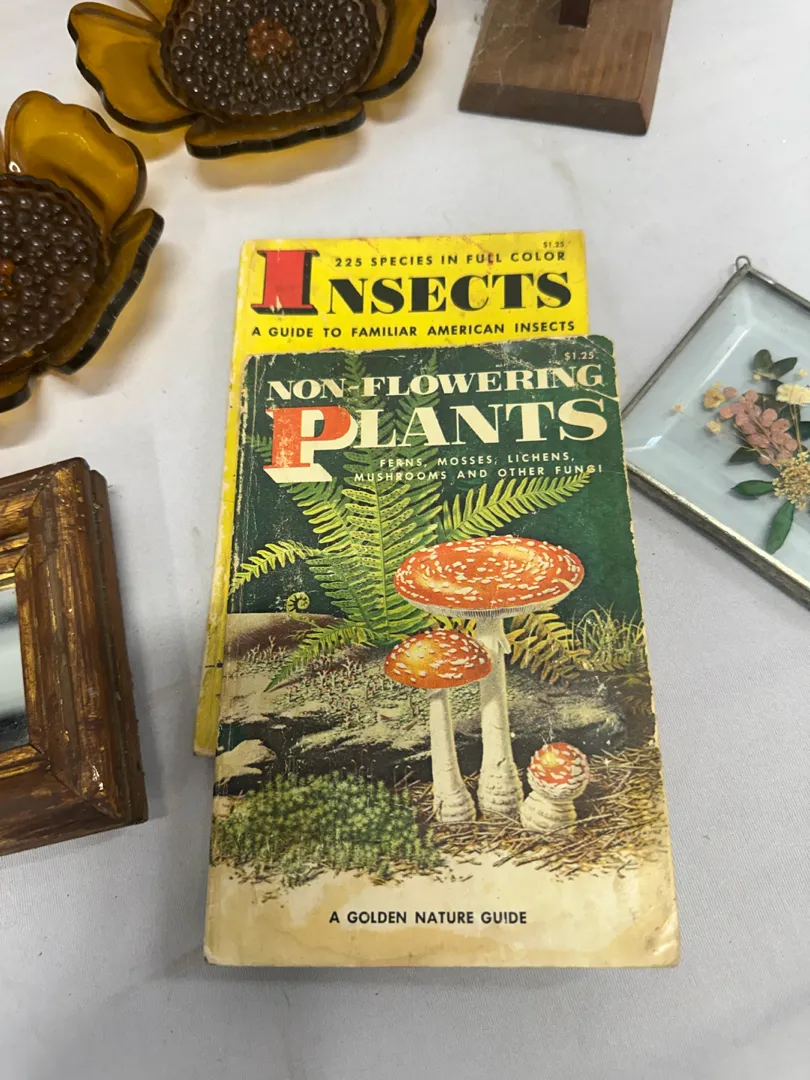 $1.25
225 SPECIES IN FULL COLOR
INSECTS
A GUIDE TO FAMILIAR AMERICAN INSECTS
$1.25
NON-FLOWERING
PLANTS
FERNS, MOSSES, LICHENS,
MUSHROOMS AND OTHER FUNGI
A GOLDEN NATURE GUIDE